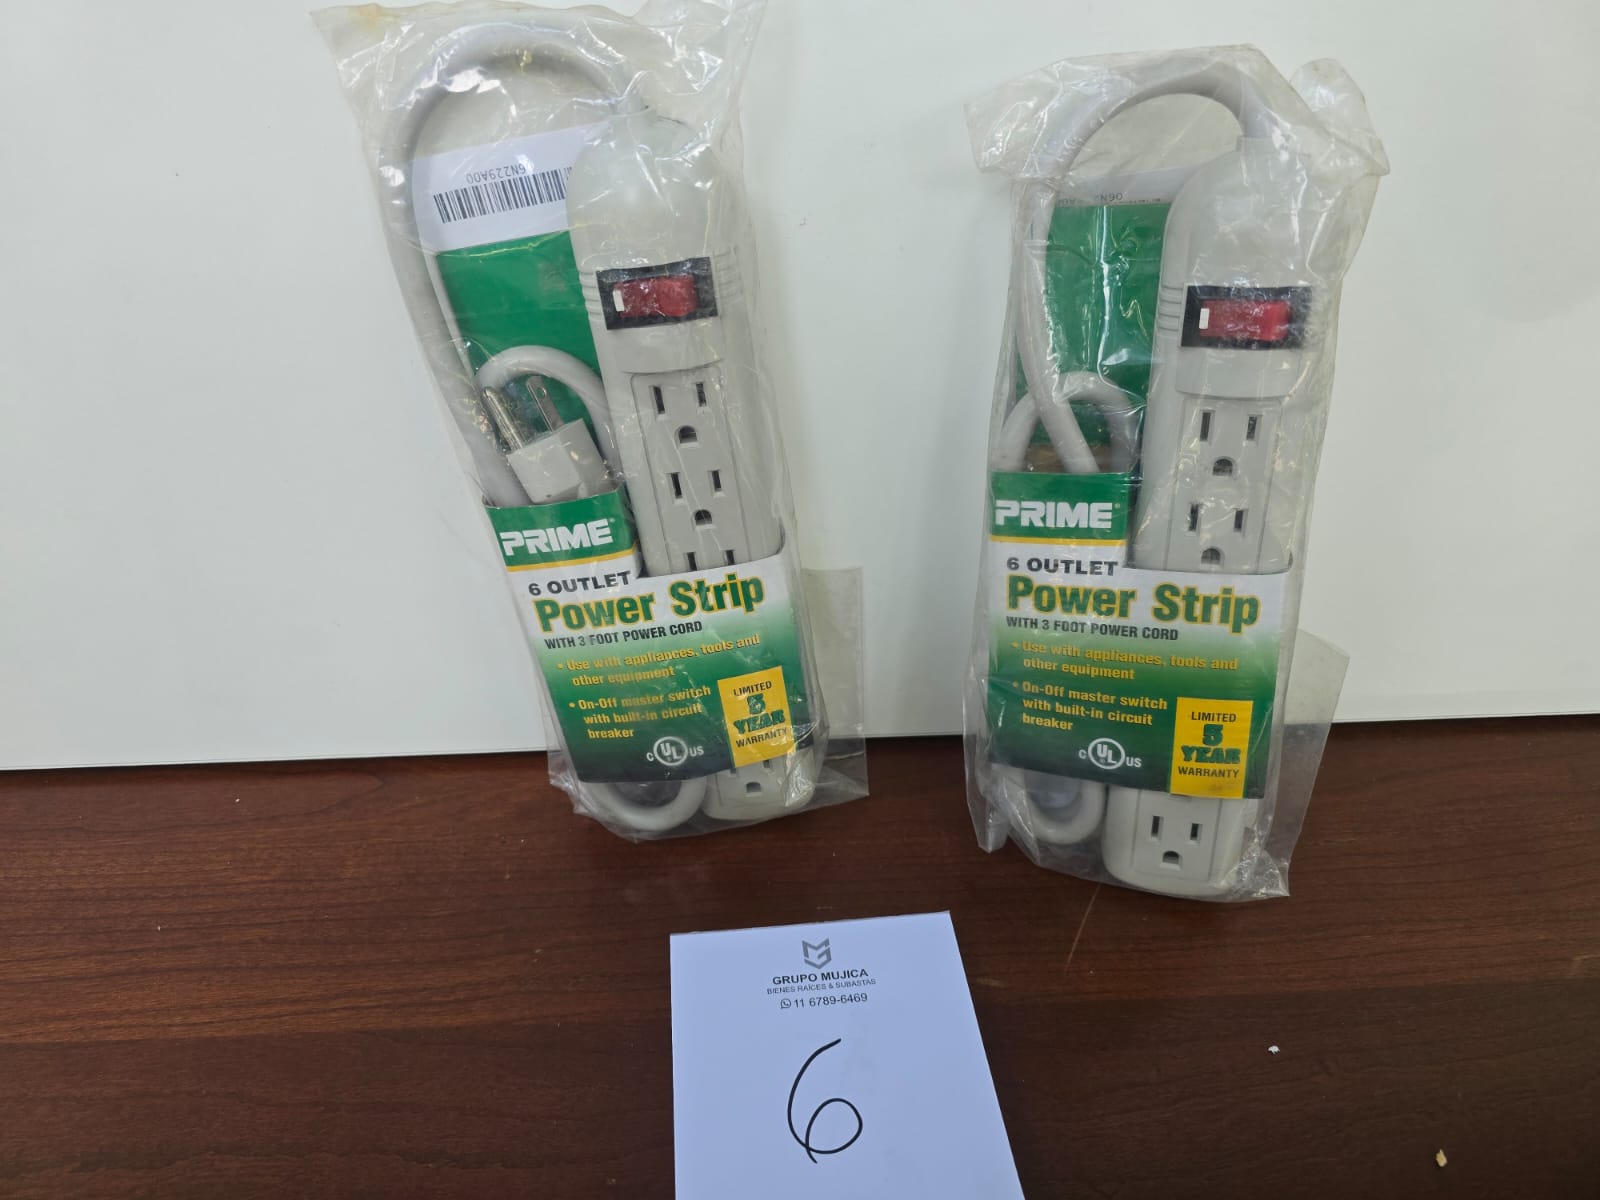 06N229A00
PRIME
6 OUTLET
Power Strip
WITH 3 FOOT POWER CORD
• Use with appliances, tools and
other equipment
• On-Off master switch
with built-in circuit
breaker
LIMITED
5
YEAR
WARRANTY
C UL US
06N2
PRIME
6 OUTLET
Power Strip
WITH 3 FOOT POWER CORD
• Use with appliances, tools and
other equipment
• On-Off master switch
with built-in circuit
breaker
LIMITED
5
YEAR
WARRANTY
C UL US
GRUPO MUJICA
BIENES RAÍCES & SUBASTAS
11 6789-6469
6